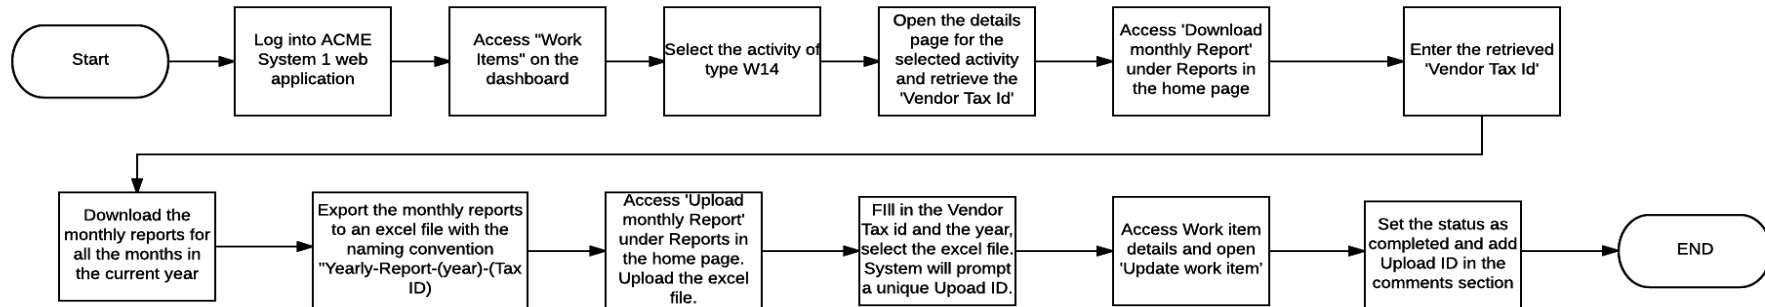 Start
Log into ACME
System 1 web
application
Access "Work
Items" on the
dashboard
Select the activity of
type W14
Open the details
page for the
selected activity
and retrieve the
'Vendor Tax Id'
Access 'Download
monthly Report'
under Reports in
the home page
Enter the retrieved
'Vendor Tax Id'
Download the
monthly reports for
all the months in
the current year
Export the monthly reports
to an excel file with the
naming convention
"Yearly-Report-(year)-(Tax
ID)
Access 'Upload
monthly Report'
under Reports in
the home page.
Upload the excel
file.
FIll in the Vendor
Tax id and the year,
select the excel file.
System will prompt
a unique Upoad ID.
Access Work item
details and open
'Update work item'
Set the status as
completed and add
Upload ID in the
comments section
END